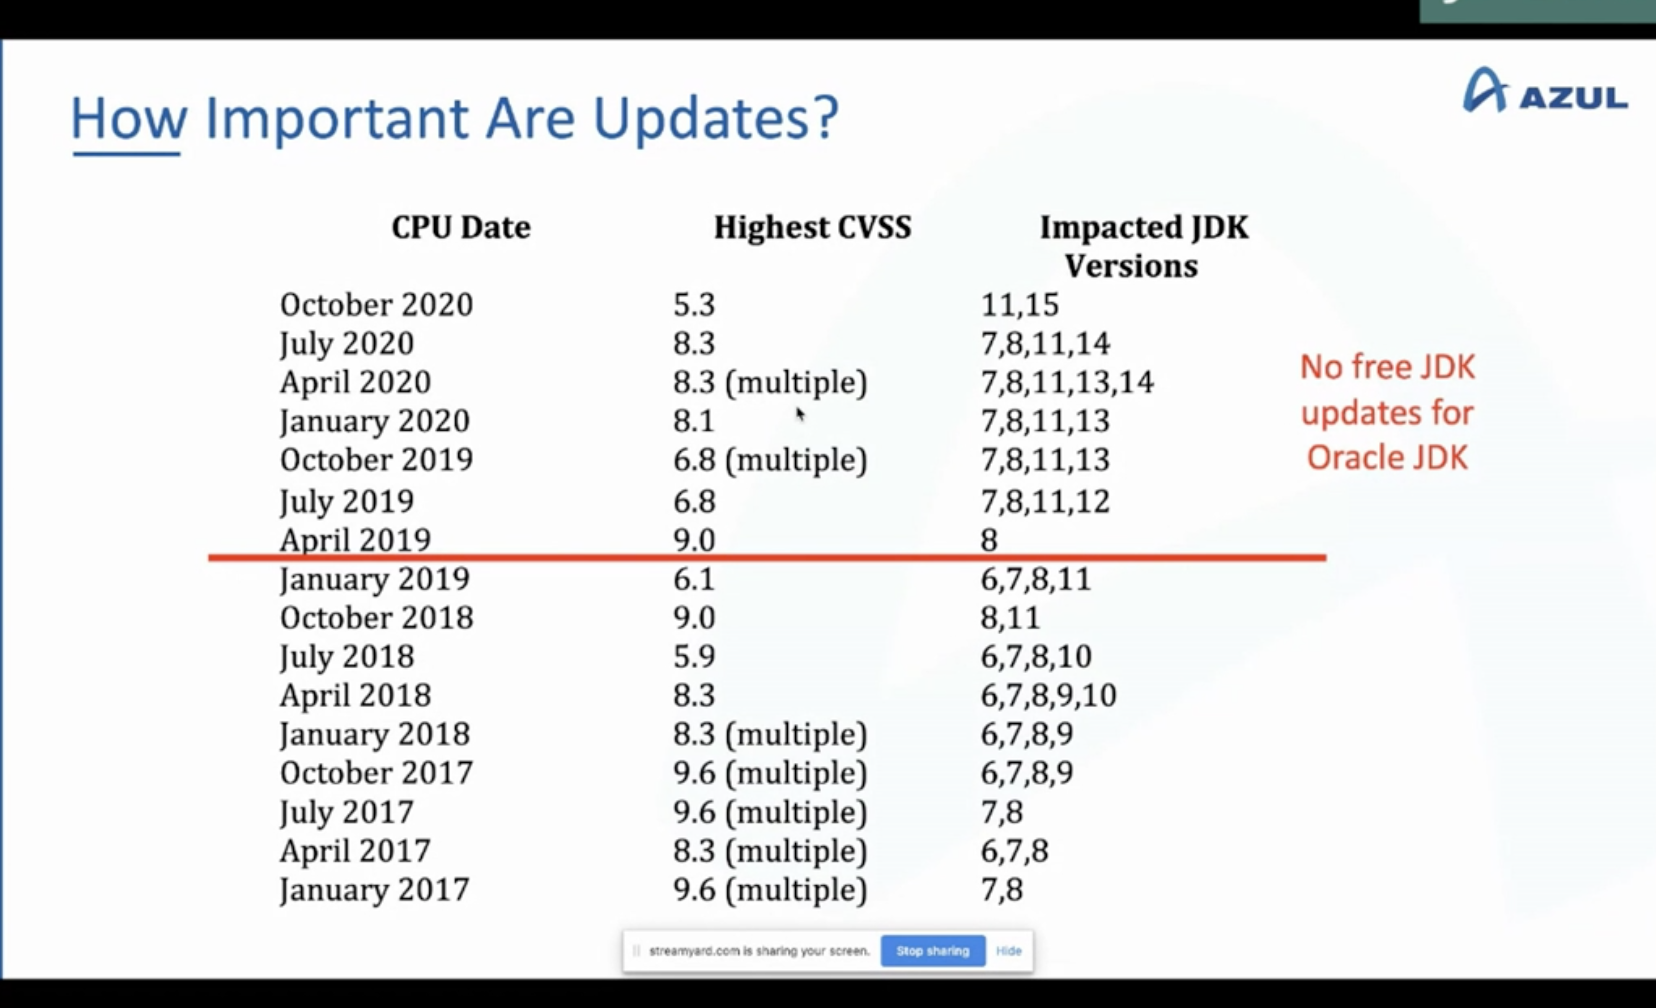 AZUL
How Important Are Updates?
CPU Date Highest CVSS Impacted JDK
Versions
October 2020 5.3 11,15
July 2020 8.3 7,8,11,14
April 2020 8.3 (multiple) 7,8,11,13,14
January 2020 8.1 7,8,11,13
October 2019 6.8 (multiple) 7,8,11,13
July 2019 6.8 7,8,11,12
April 2019 9.0 8
January 2019 6.1 6,7,8,11
October 2018 9.0 8,11
July 2018 5.9 6,7,8,10
April 2018 8.3 6,7,8,9,10
January 2018 8.3 (multiple) 6,7,8,9
October 2017 9.6 (multiple) 6,7,8,9
July 2017 9.6 (multiple) 7,8
April 2017 8.3 (multiple) 6,7,8
January 2017 9.6 (multiple) 7,8
No free JDK
updates for
Oracle JDK
streamyard.com is sharing your screen. Stop sharing Hide